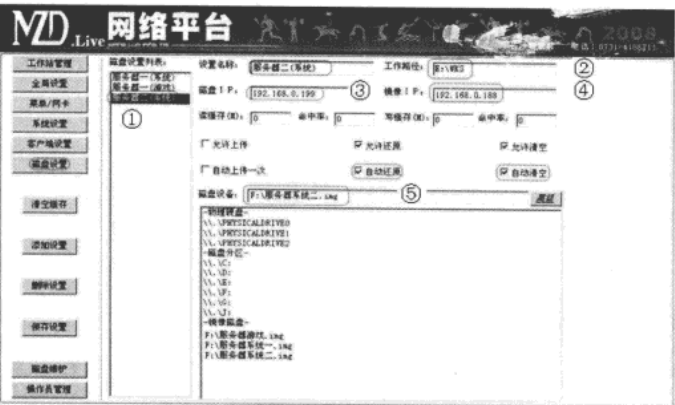 MZD.Live 网络平台 2008
电话：0731-4188211
工作站管理
全局设置
菜单/网卡
系统设置
客户端设置
(磁盘设置)
清空缓存
添加设置
删除设置
保存设置
磁盘维护
操作员管理
磁盘设置列表：
服务器一(系统)
服务器一(游戏)
服务器二(系统)
①
设置名称： 服务器二(系统) 工作路径： E:\WKS ②
磁盘IP： 192.168.0.199 ③ 镜像IP： 192.168.0.188 ④
读缓存(M)： 0 命中率： 0 写缓存(M)： 0 命中率： 0
允许上传 允许还原 允许清空
自动上传一次 自动还原 自动清空
磁盘设备： F:\服务器系统二.img ⑤
-物理硬盘-
\\.\PHYSICALDRIVE0
\\.\PHYSICALDRIVE1
\\.\PHYSICALDRIVE2
-磁盘分区-
\\.\C:
\\.\D:
\\.\E:
\\.\F:
\\.\G:
\\.\J:
-镜像磁盘-
F:\服务器游戏.img
F:\服务器系统一.img
F:\服务器系统二.img